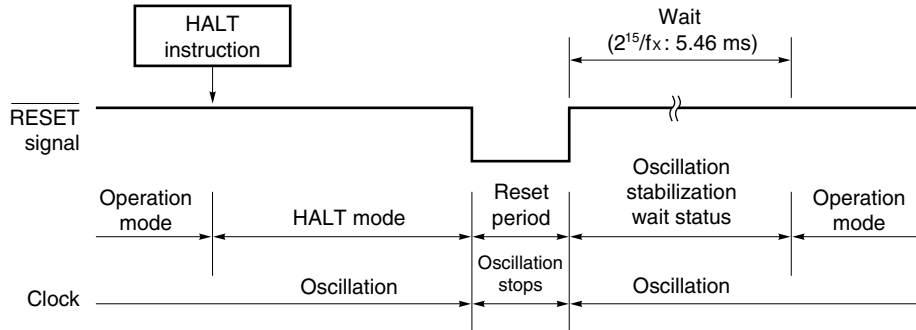 HALT
instruction
Wait
(2¹⁵/fx : 5.46 ms)
RESET
signal
Operation
mode
HALT mode
Reset
period
Oscillation
stabilization
wait status
Operation
mode
Clock
Oscillation
Oscillation
stops
Oscillation